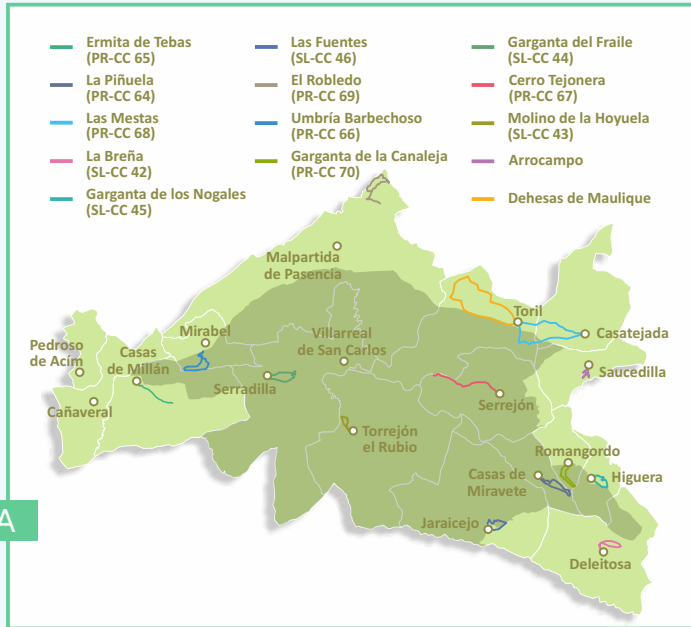 Ermita de Tebas
(PR-CC 65)
La Piñuela
(PR-CC 64)
Las Mestas
(PR-CC 68)
La Breña
(SL-CC 42)
Garganta de los Nogales
(SL-CC 45)
Las Fuentes
(SL-CC 46)
El Robledo
(PR-CC 69)
Umbría Barbechoso
(PR-CC 66)
Garganta de la Canaleja
(PR-CC 70)
Garganta del Fraile
(SL-CC 44)
Cerro Tejonera
(PR-CC 67)
Molino de la Hoyuela
(SL-CC 43)
Arrocampo
Dehesas de Maulique
Malpartida
de Pasencia
Toril
Casatejada
Pedroso
de Acím
Casas
de Millán
Mirabel
Villarreal
de San Carlos
Saucedilla
Serradilla
Cañaveral
Serrejón
Torrejón
el Rubio
Romangordo
Casas de
Miravete
Higuera
Jaraicejo
Deleitosa
A